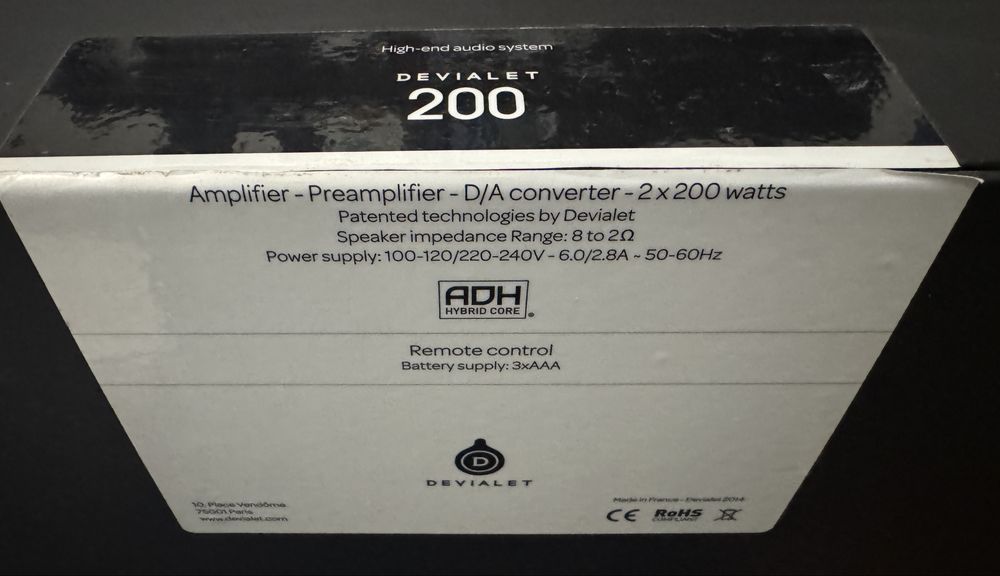 High-end audio system
DEVIALET
200
Amplifier - Preamplifier - D/A converter - 2 x 200 watts
Patented technologies by Devialet
Speaker impedance Range: 8 to 2Ω
Power supply: 100-120/220-240V - 6.0/2.8A ~ 50-60Hz
ADH
HYBRID CORE ®
Remote control
Battery supply: 3xAAA
D
DEVIALET
10, Place Vendôme
75001 Paris
www.devialet.com
Made in France - Devialet 2014
CE RoHS
COMPLIANT